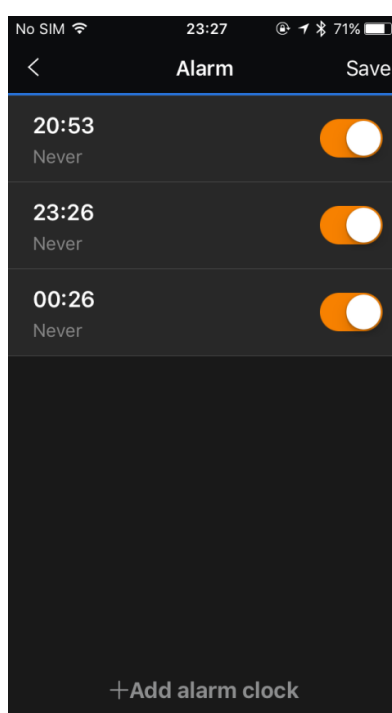 No SIM 23:27 71%
Alarm Save
20:53
Never
23:26
Never
00:26
Never
+Add alarm clock